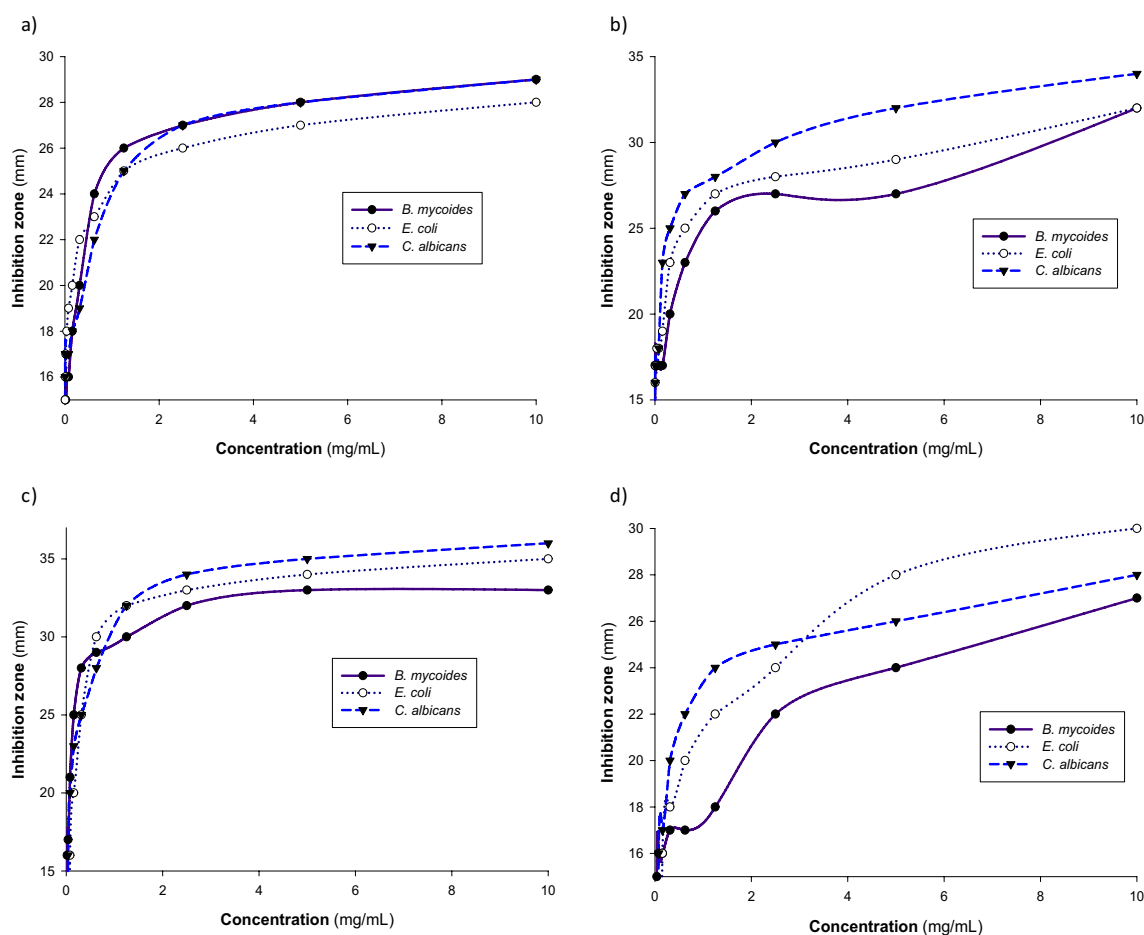 a)
30
28
26
24
22
20
18
16
Inhibition zone (mm)
B. mycoides
E. coli
C. albicans
0 2 4 6 8 10
Concentration (mg/mL)
b)
35
30
25
20
15
Inhibition zone (mm)
B. mycoides
E. coli
C. albicans
0 2 4 6 8 10
Concentration (mg/mL)
c)
35
30
25
20
15
Inhibition zone (mm)
B. mycoides
E. coli
C. albicans
0 2 4 6 8 10
Concentration (mg/mL)
d)
30
28
26
24
22
20
18
16
Inhibition zone (mm)
B. mycoides
E. coli
C. albicans
0 2 4 6 8 10
Concentration (mg/mL)